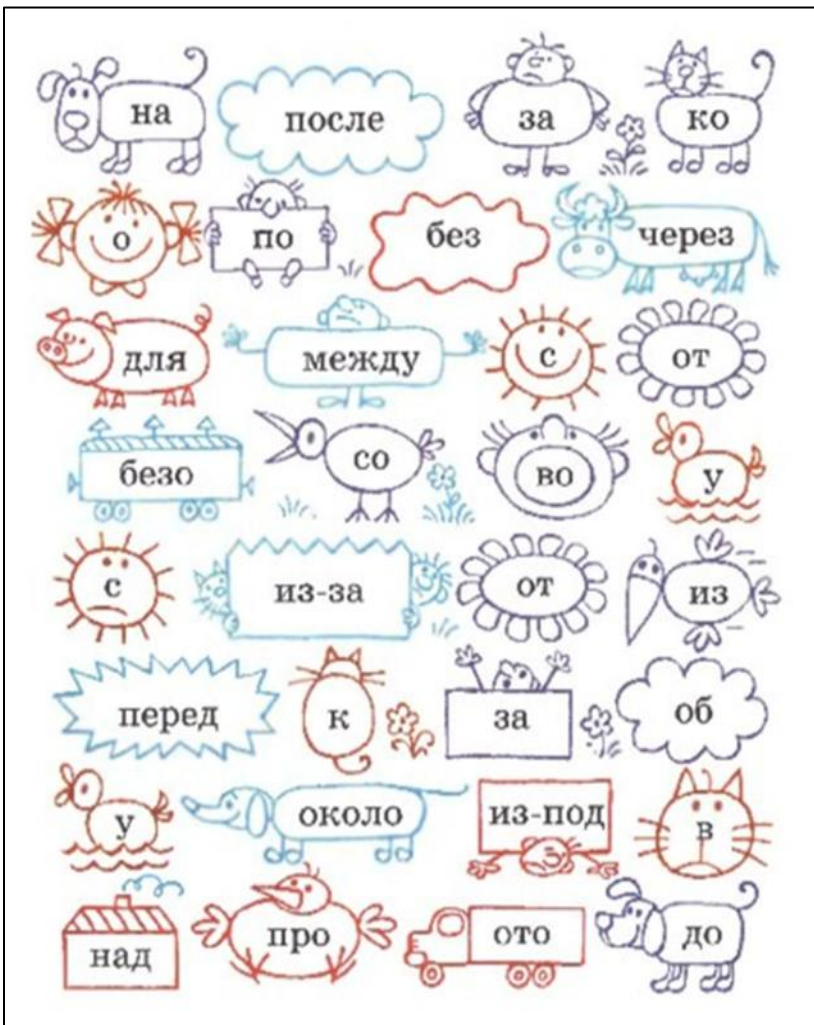 на после за ко
о по без через
для между с от
безо со во у
с из-за от из
перед к за об
у около из-под в
над про ото до